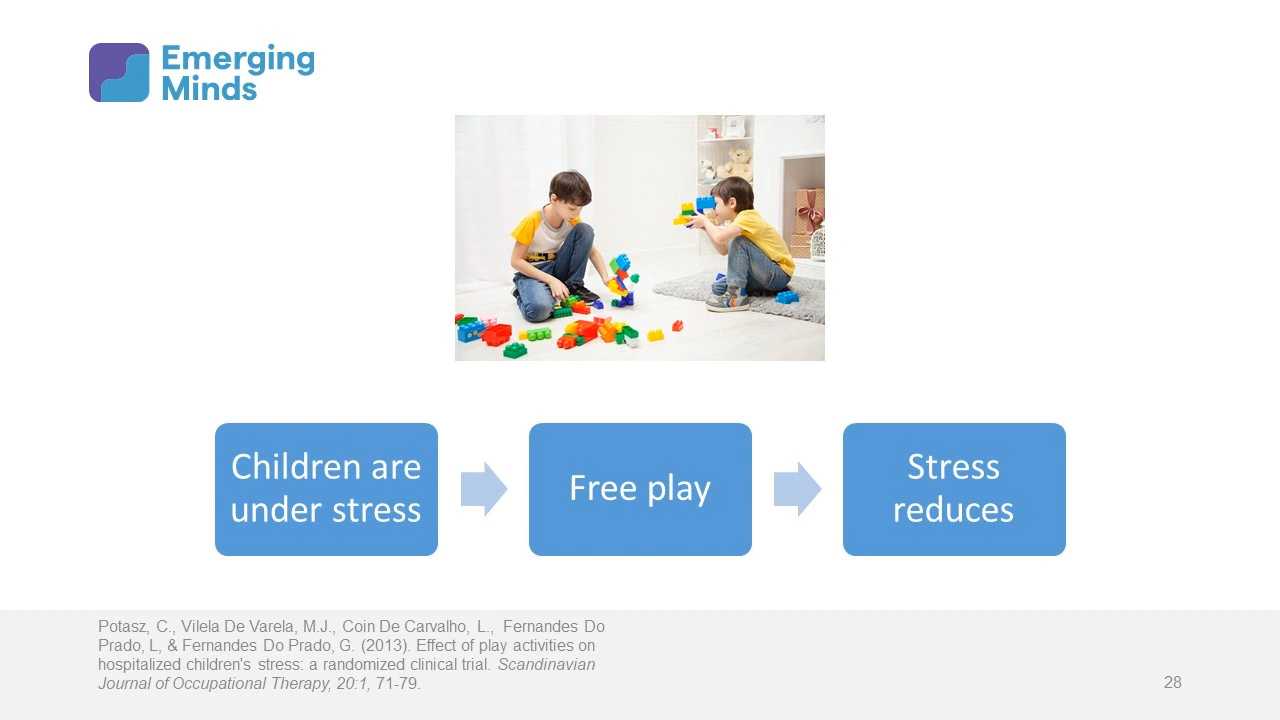 Emerging
Minds
Children are
under stress
Free play
Stress
reduces
Potasz, C., Vilela De Varela, M.J., Coin De Carvalho, L., Fernandes Do
Prado, L, & Fernandes Do Prado, G. (2013). Effect of play activities on
hospitalized children's stress: a randomized clinical trial. Scandinavian
Journal of Occupational Therapy, 20:1, 71-79.
28